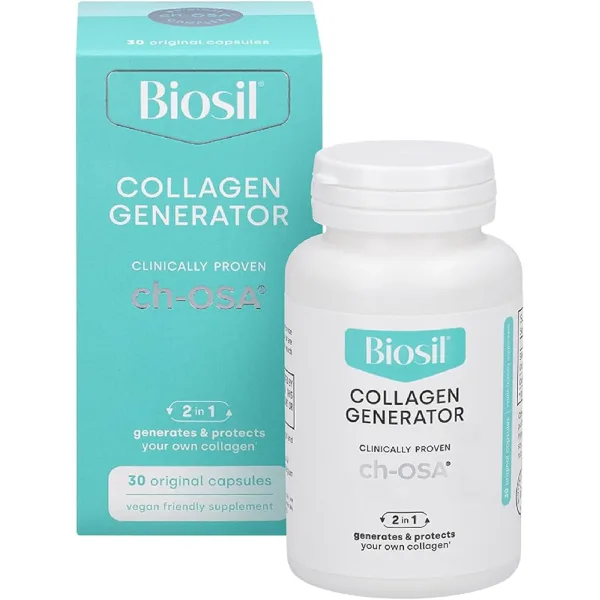 ch-OSA®
30 original capsules
Biosil®
COLLAGEN
GENERATOR
CLINICALLY PROVEN
ch-OSA®
2 in 1
generates & protects
your own collagen
30 original capsules
vegan friendly supplement
Biosil®
COLLAGEN
GENERATOR
CLINICALLY PROVEN
ch-OSA®
2 in 1
generates & protects
your own collagen